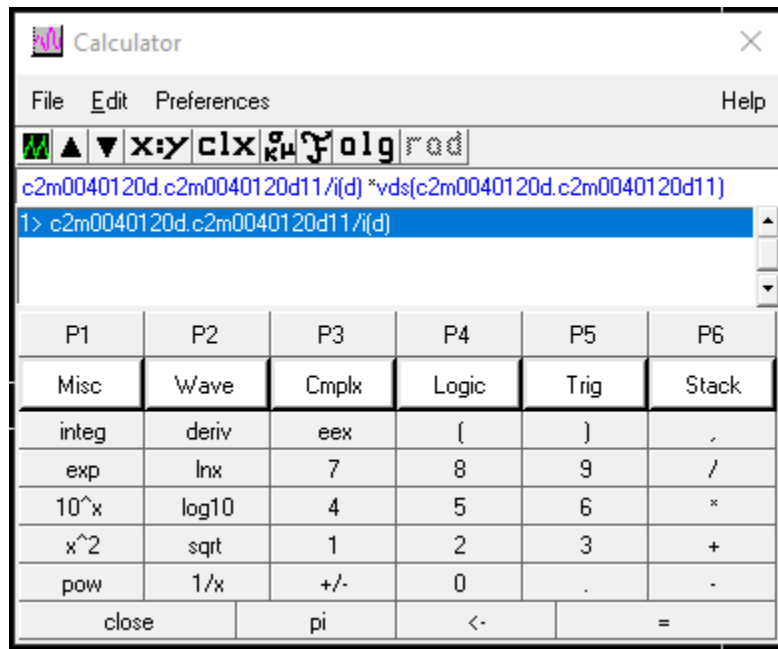 Calculator
File Edit Preferences Help
x:y clx σκμ ℱ alg rad
c2m0040120d.c2m0040120d11/i(d) *vds(c2m0040120d.c2m0040120d11)
1> c2m0040120d.c2m0040120d11/i(d)
P1 P2 P3 P4 P5 P6
Misc Wave Cmplx Logic Trig Stack
integ deriv eex ( ) ,
exp lnx 7 8 9 /
10^x log10 4 5 6 *
x^2 sqrt 1 2 3 +
pow 1/x +/- 0 . -
close pi <- =